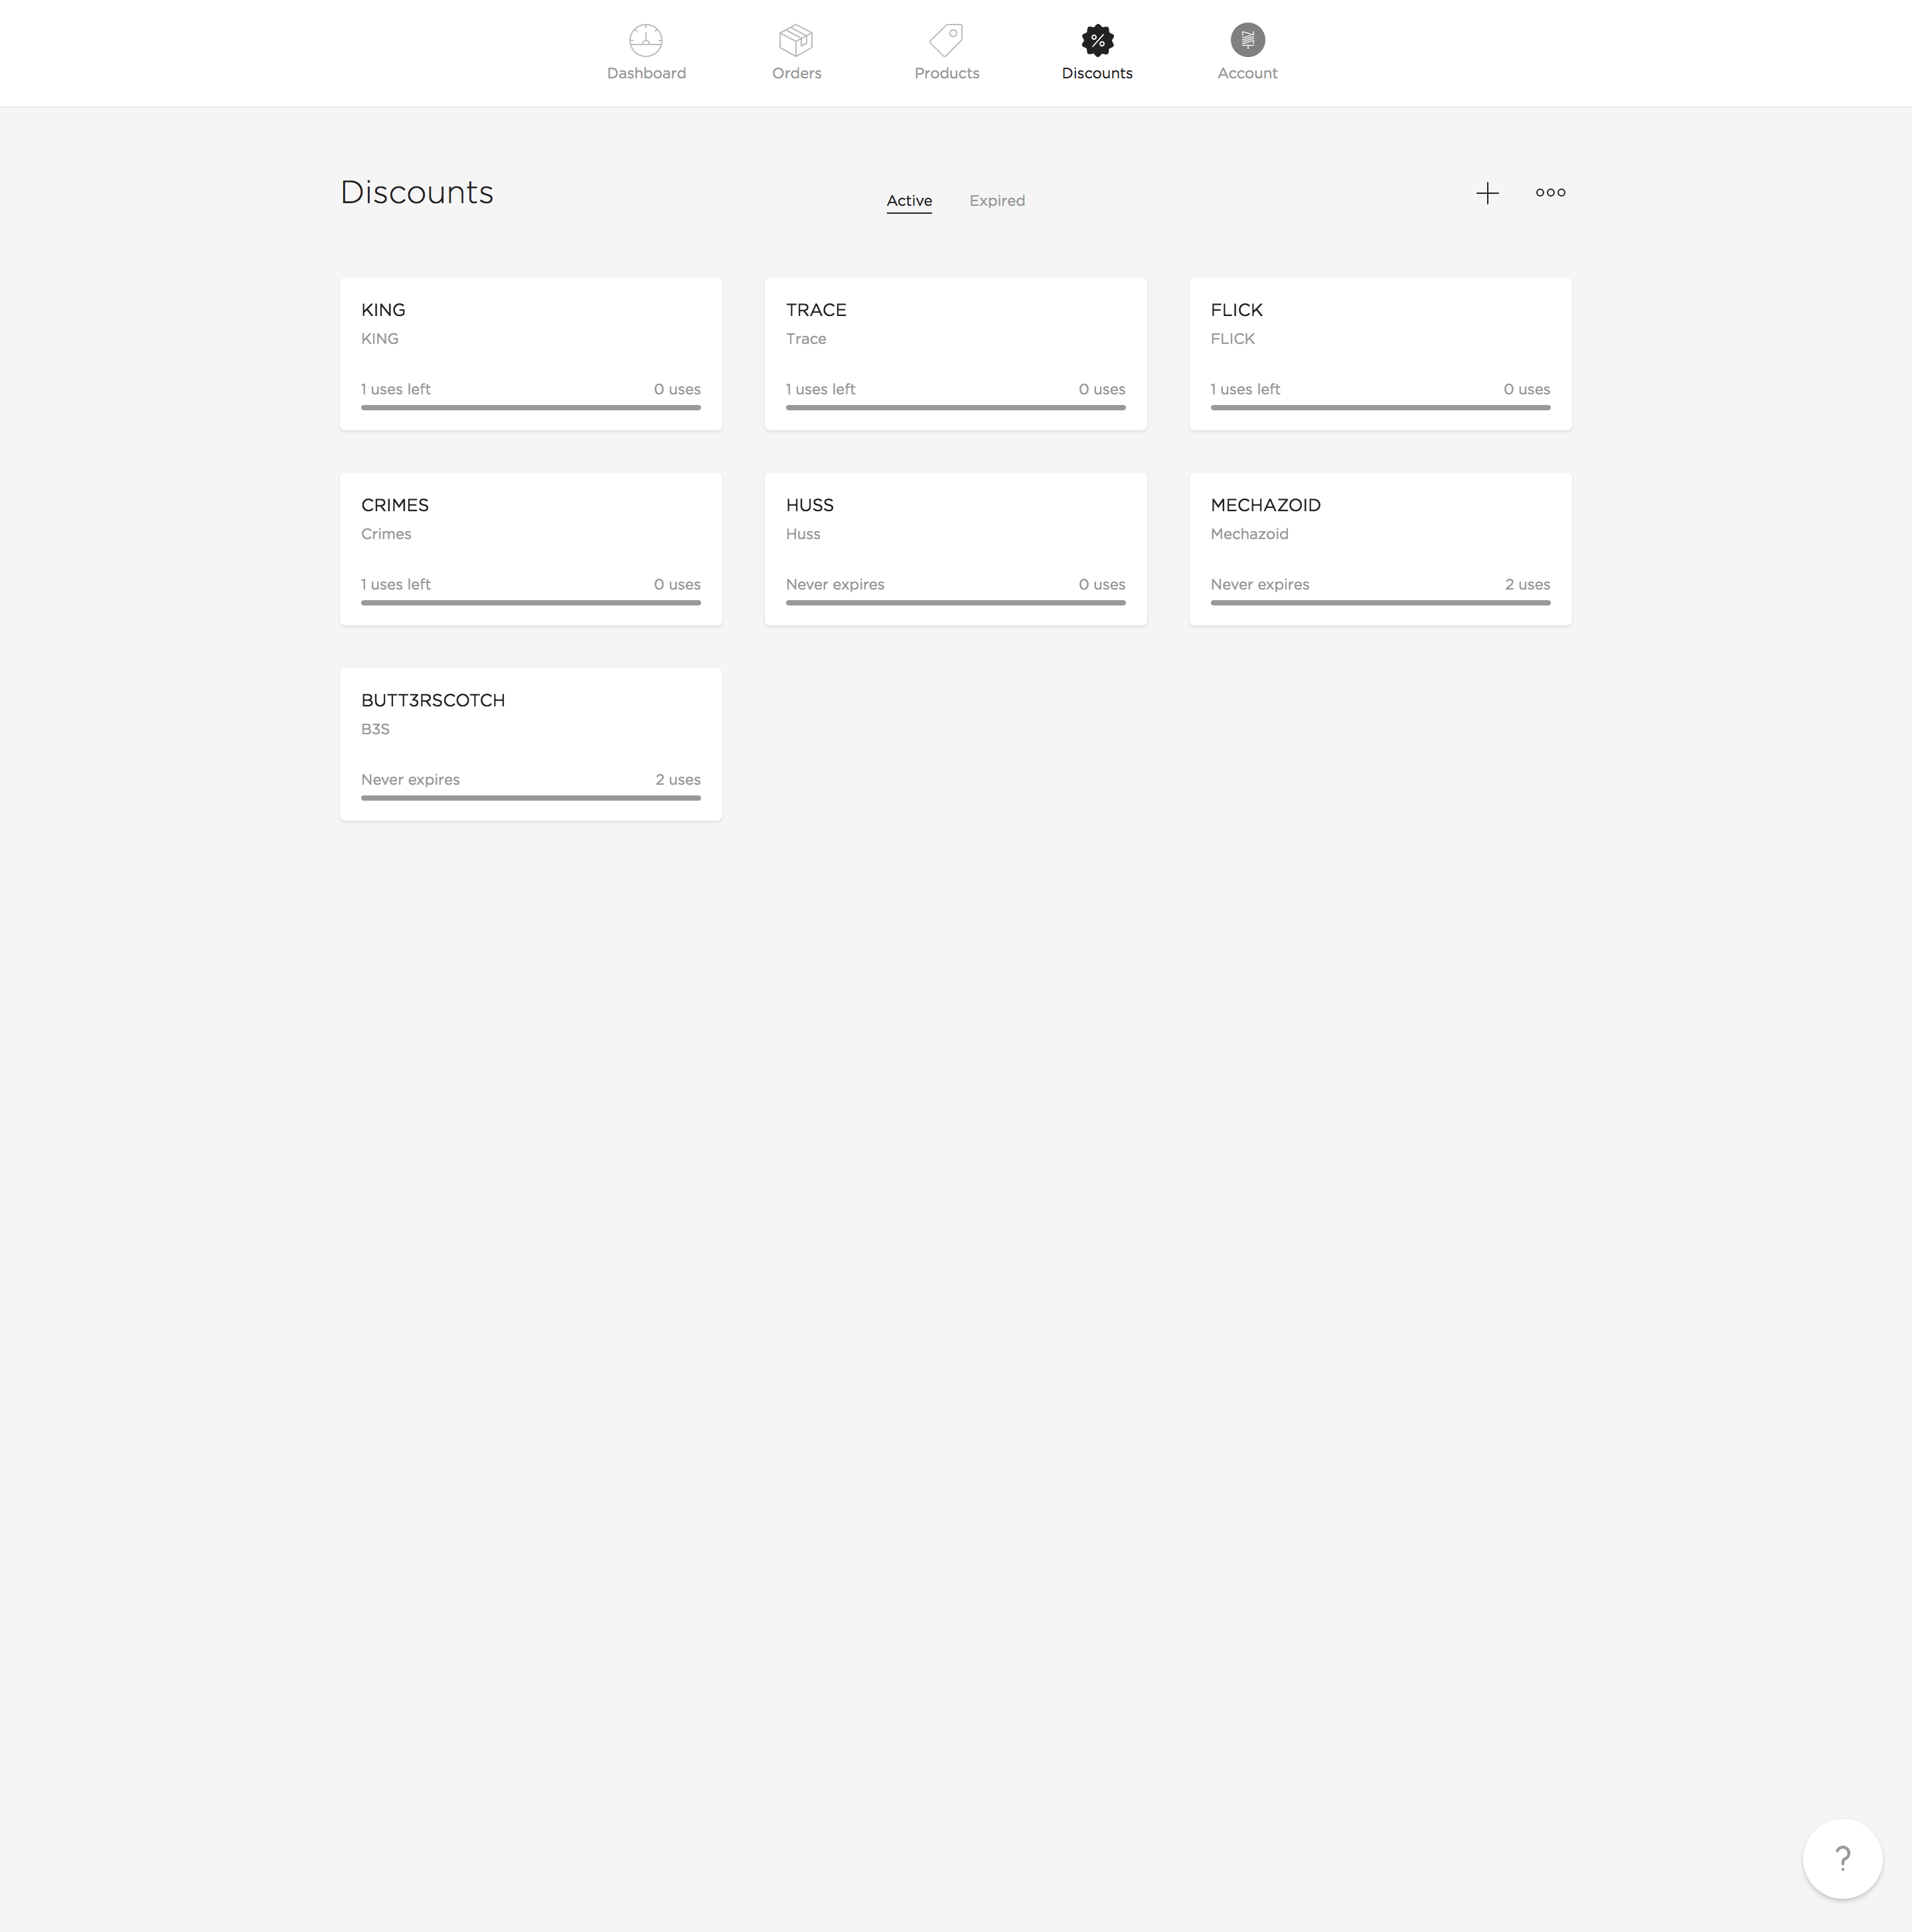 Dashboard
Orders
Products
Discounts
Account
Discounts
Active
Expired
KING
KING
1 uses left
0 uses
TRACE
Trace
1 uses left
0 uses
FLICK
FLICK
1 uses left
0 uses
CRIMES
Crimes
1 uses left
0 uses
HUSS
Huss
Never expires
0 uses
MECHAZOID
Mechazoid
Never expires
2 uses
BUTT3RSCOTCH
B3S
Never expires
2 uses
?